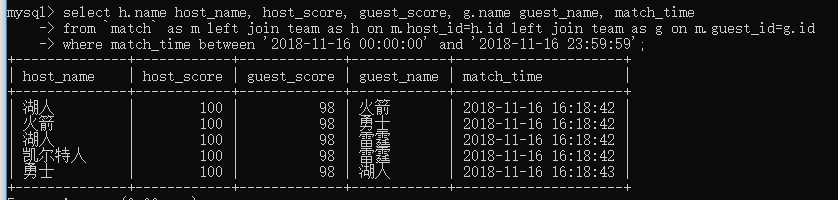 mysql> select h.name host_name, host_score, guest_score, g.name guest_name, match_time
-> from `match` as m left join team as h on m.host_id=h.id left join team as g on m.guest_id=g.id
-> where match_time between '2018-11-16 00:00:00' and '2018-11-16 23:59:59';
| host_name | host_score | guest_score | guest_name | match_time |
| 湖人 | 100 | 98 | 火箭 | 2018-11-16 16:18:42 |
| 火箭 | 100 | 98 | 勇士 | 2018-11-16 16:18:42 |
| 湖人 | 100 | 98 | 雷霆 | 2018-11-16 16:18:42 |
| 凯尔特人 | 100 | 98 | 雷霆 | 2018-11-16 16:18:42 |
| 勇士 | 100 | 98 | 湖人 | 2018-11-16 16:18:43 |